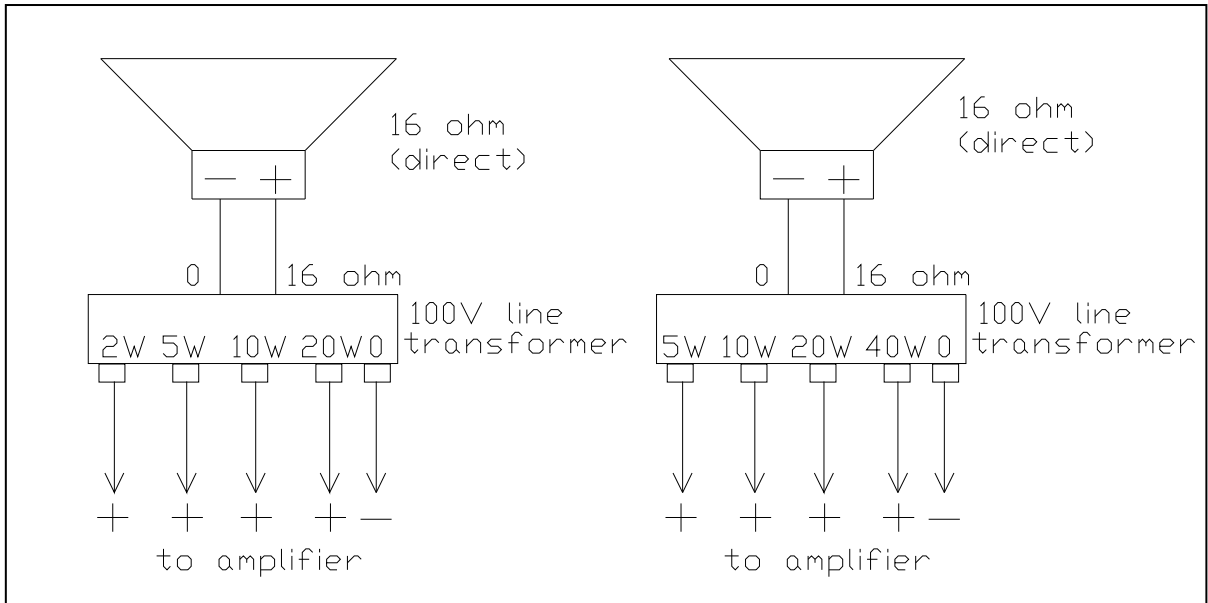 16 ohm
(direct)
− +
0 16 ohm
100V line
transformer
2W 5W 10W 20W 0
+ + + + −
to amplifier
16 ohm
(direct)
− +
0 16 ohm
100V line
transformer
5W 10W 20W 40W 0
+ + + + −
to amplifier